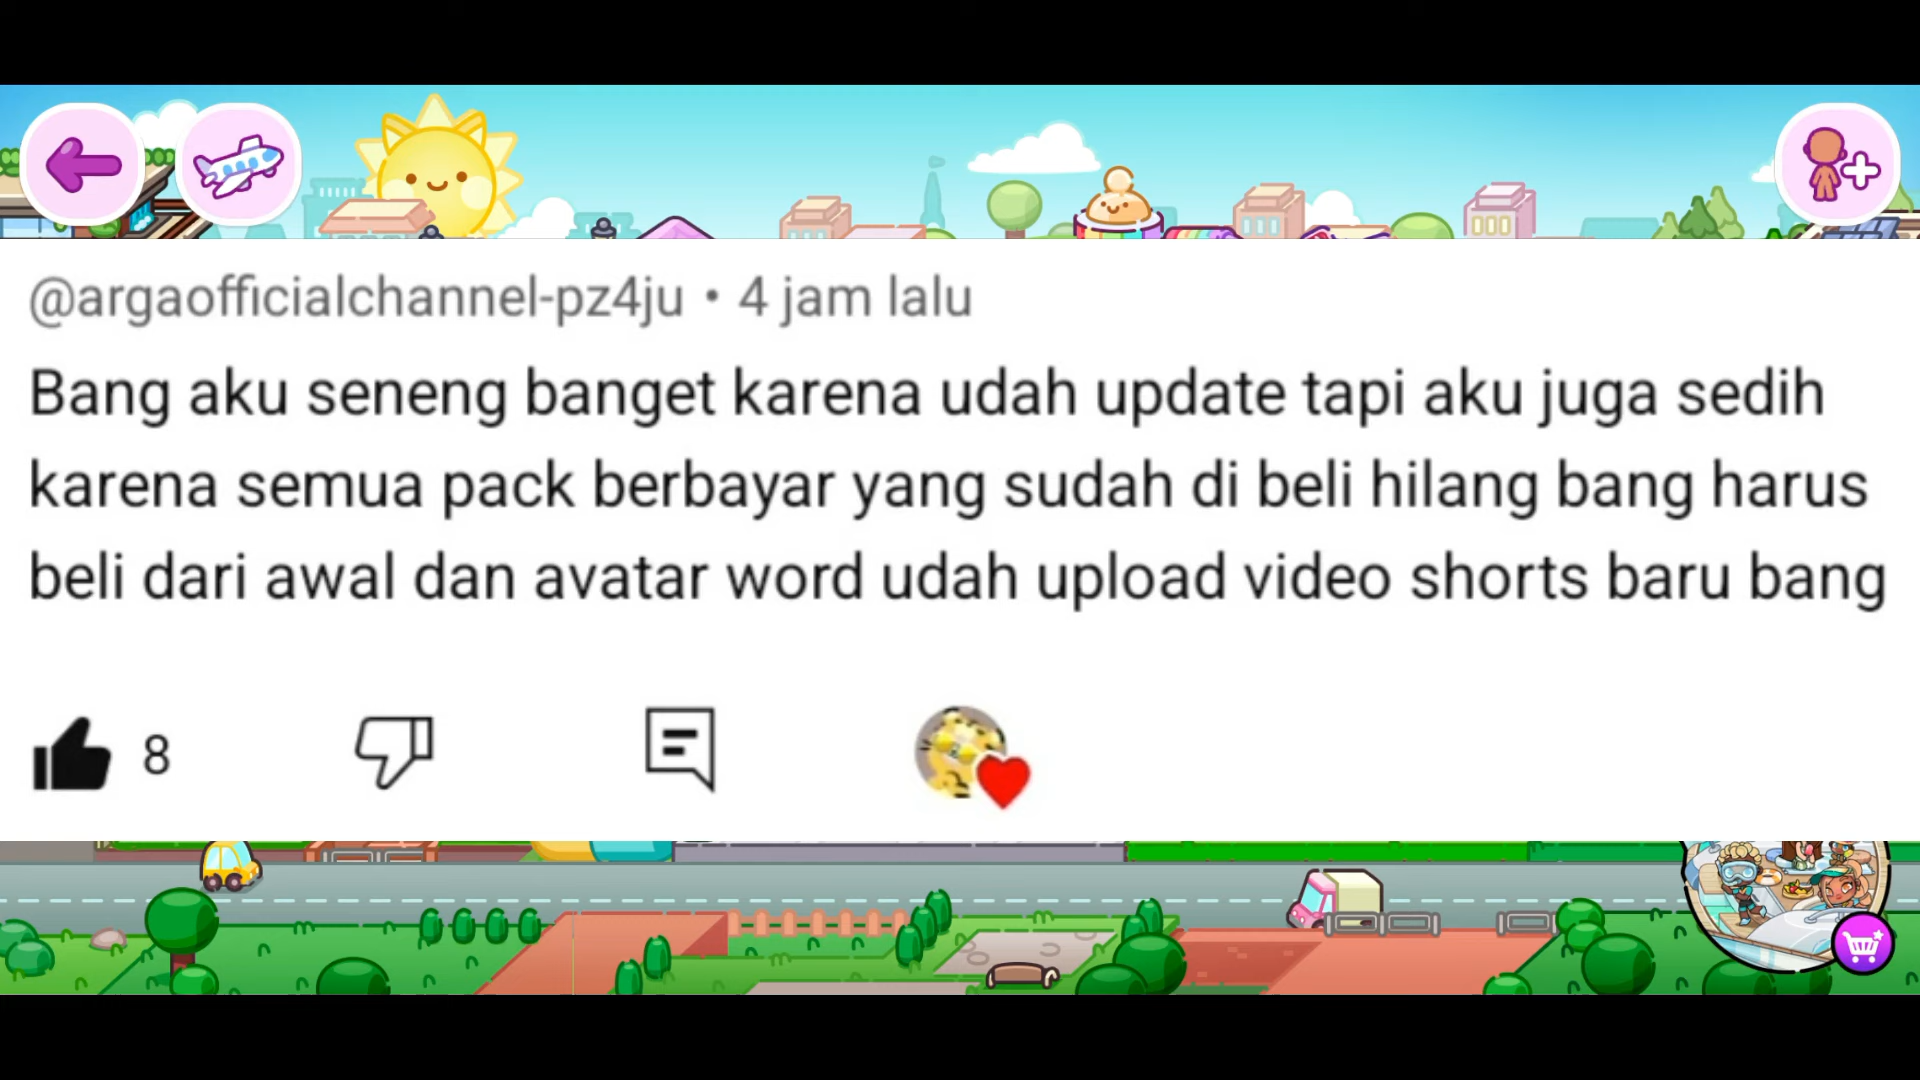 @argaofficialchannel-pz4ju • 4 jam lalu
Bang aku seneng banget karena udah update tapi aku juga sedih
karena semua pack berbayar yang sudah di beli hilang bang harus
beli dari awal dan avatar word udah upload video shorts baru bang
8